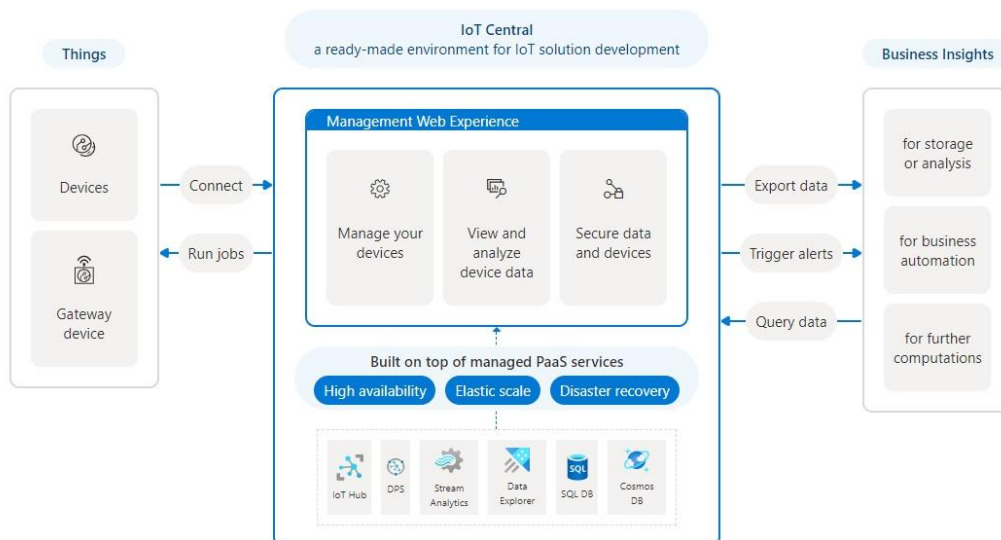 IoT Central
a ready-made environment for IoT solution development
Things
Devices
Gateway
device
Connect
Run jobs
Management Web Experience
Manage your
devices
View and
analyze
device data
Secure data
and devices
Built on top of managed PaaS services
High availability
Elastic scale
Disaster recovery
IoT Hub
DPS
Stream
Analytics
Data
Explorer
SQL
SQL DB
Cosmos
DB
Export data
Trigger alerts
Query data
Business Insights
for storage
or analysis
for business
automation
for further
computations